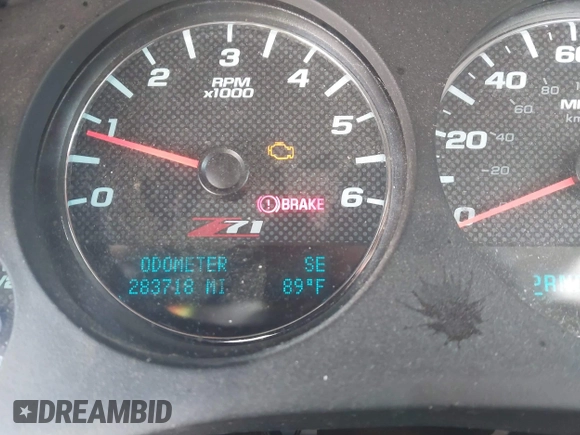 0 1 2 3 4 5 6
RPM
x1000
BRAKE
Z71
ODOMETER SE
283718 MI 89°F
0 20 40 60
20 40 60 80
DREAMBID